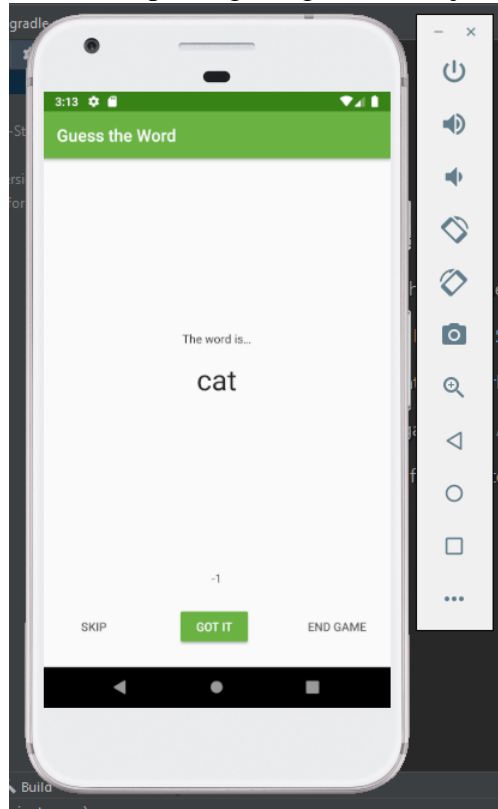 gradle
3:13
Guess the Word
The word is...
cat
-1
SKIP GOT IT END GAME
Build